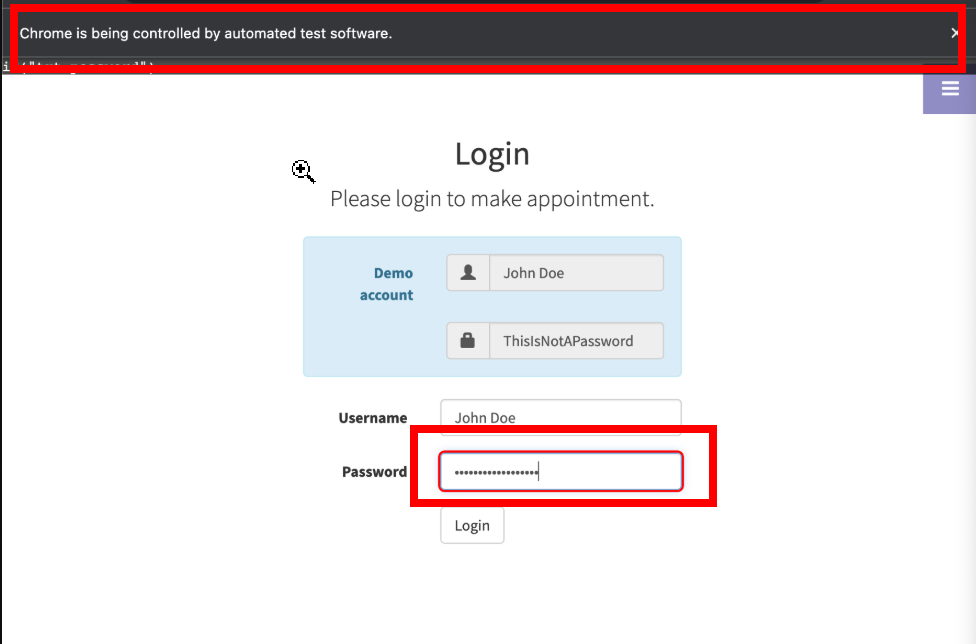 Chrome is being controlled by automated test software.
Login
Please login to make appointment.
Demo account
John Doe
ThisIsNotAPassword
Username
John Doe
Password
••••••••••••••••••
Login